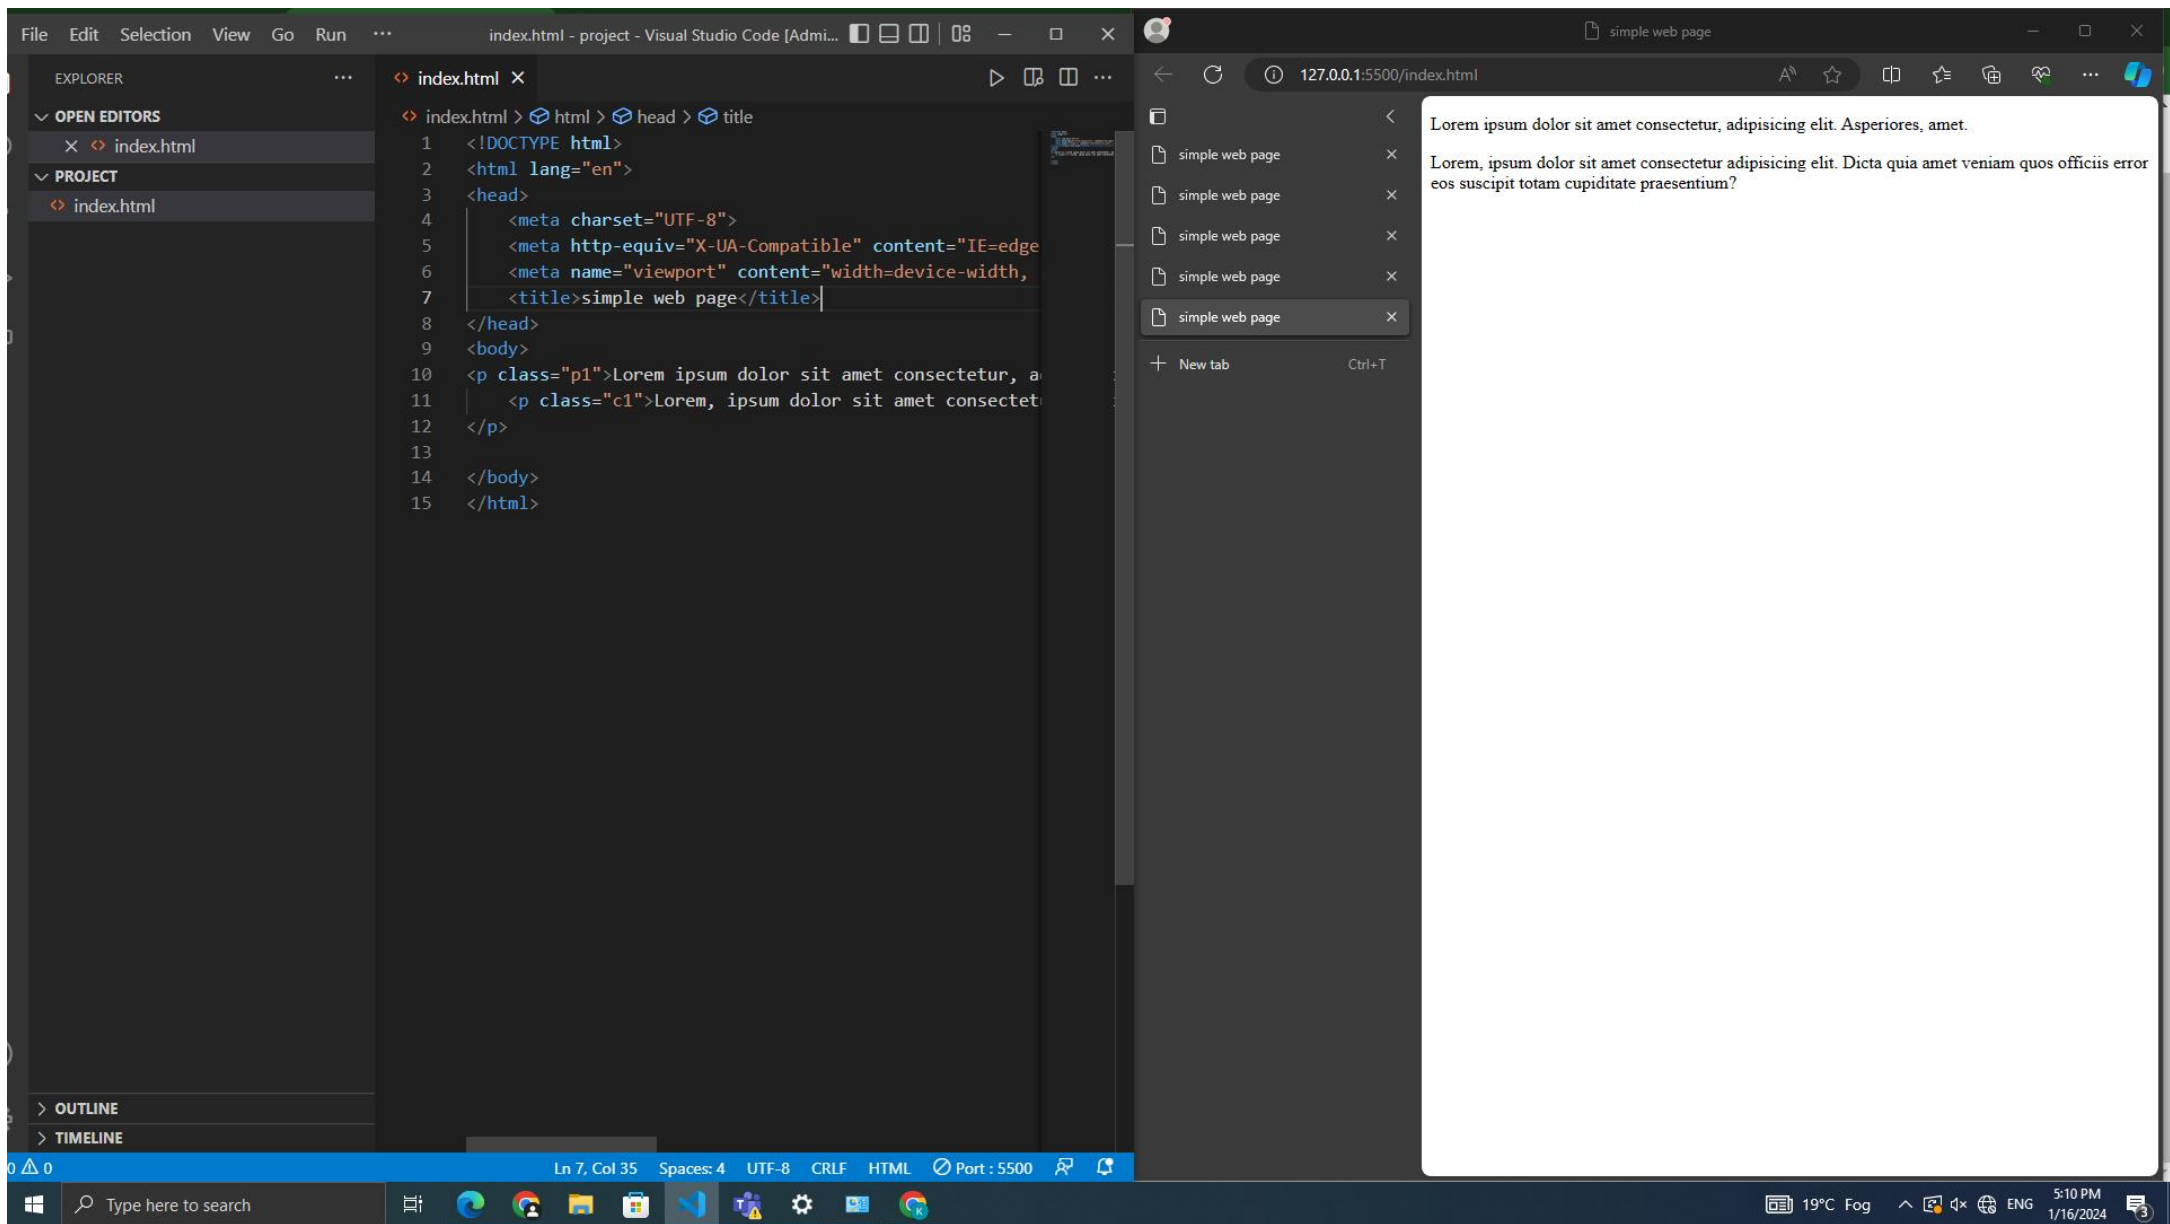 File Edit Selection View Go Run ··· index.html - project - Visual Studio Code [Admi...
EXPLORER ···
OPEN EDITORS
index.html
PROJECT
index.html
OUTLINE
TIMELINE
index.html
index.html > html > head > title
1 <!DOCTYPE html>
2 <html lang="en">
3 <head>
4 <meta charset="UTF-8">
5 <meta http-equiv="X-UA-Compatible" content="IE=edge
6 <meta name="viewport" content="width=device-width,
7 <title>simple web page</title>
8 </head>
9 <body>
10 <p class="p1">Lorem ipsum dolor sit amet consectetur, a
11 <p class="c1">Lorem, ipsum dolor sit amet consectet
12 </p>
13
14 </body>
15 </html>
0 0 Ln 7, Col 35 Spaces: 4 UTF-8 CRLF HTML Port : 5500
simple web page
127.0.0.1:5500/index.html
simple web page
simple web page
simple web page
simple web page
simple web page
New tab Ctrl+T
Lorem ipsum dolor sit amet consectetur, adipisicing elit. Asperiores, amet.
Lorem, ipsum dolor sit amet consectetur adipisicing elit. Dicta quia amet veniam quos officiis error
eos suscipit totam cupiditate praesentium?
Type here to search
19°C Fog ENG 5:10 PM
1/16/2024 3